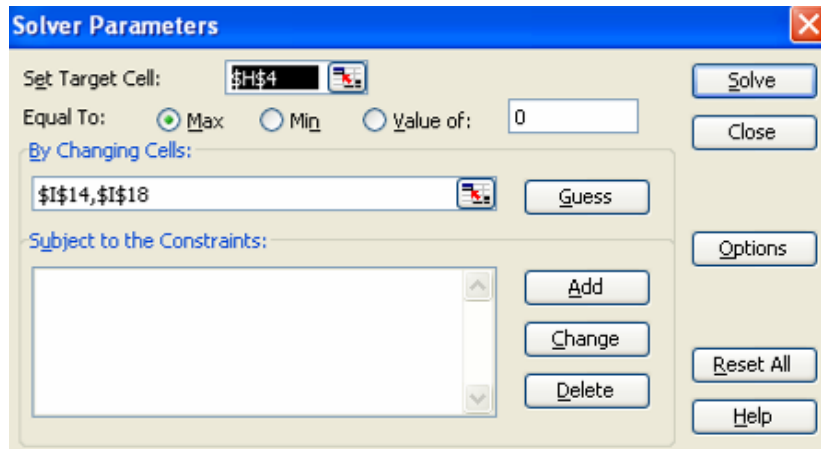 Solver Parameters
Set Target Cell: $H$4 Solve
Equal To: Max Min Value of: 0 Close
By Changing Cells:
$I$14,$I$18 Guess
Subject to the Constraints: Options
Add
Change
Reset All
Delete
Help